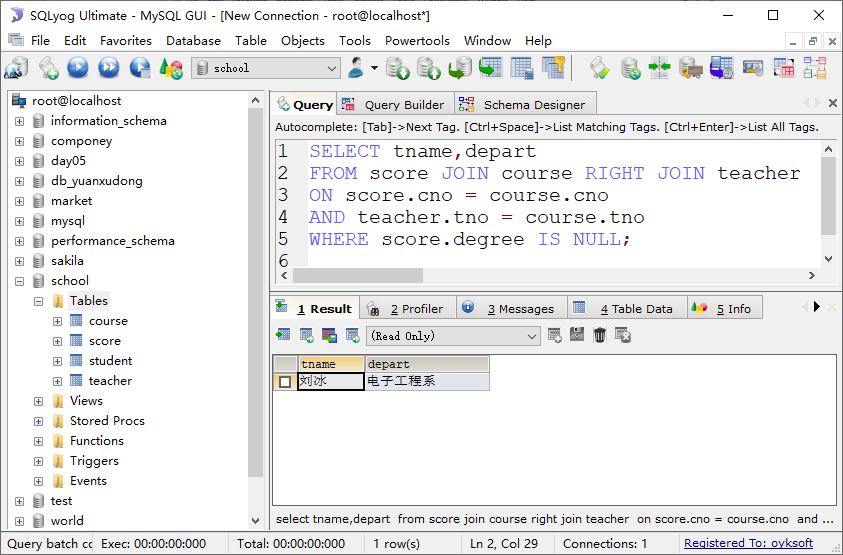 SQLyog Ultimate - MySQL GUI - [New Connection - root@localhost*]
File Edit Favorites Database Table Objects Tools Powertools Window Help
school
root@localhost
information_schema
componey
day05
db_yuanxudong
market
mysql
performance_schema
sakila
school
Tables
course
score
student
teacher
Views
Stored Procs
Functions
Triggers
Events
test
world
Query Query Builder Schema Designer
Autocomplete: [Tab]->Next Tag. [Ctrl+Space]->List Matching Tags. [Ctrl+Enter]->List All Tags.
1 SELECT tname,depart
2 FROM score JOIN course RIGHT JOIN teacher
3 ON score.cno = course.cno
4 AND teacher.tno = course.tno
5 WHERE score.degree IS NULL;
6
1 Result 2 Profiler 3 Messages 4 Table Data 5 Info
(Read Only)
tname depart
刘冰 电子工程系
select tname,depart from score join course right join teacher on score.cno = course.cno and ...
Query batch cc Exec: 00:00:00:000 Total: 00:00:00:000 1 row(s) Ln 2, Col 29 Connections: 1 Registered To: ovksoft